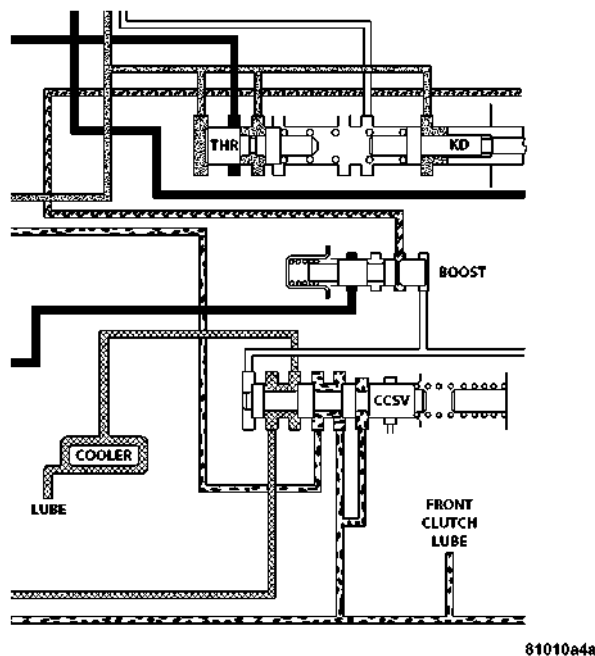 THR
KD
BOOST
CCSV
COOLER
LUBE
FRONT
CLUTCH
LUBE
81010a4a